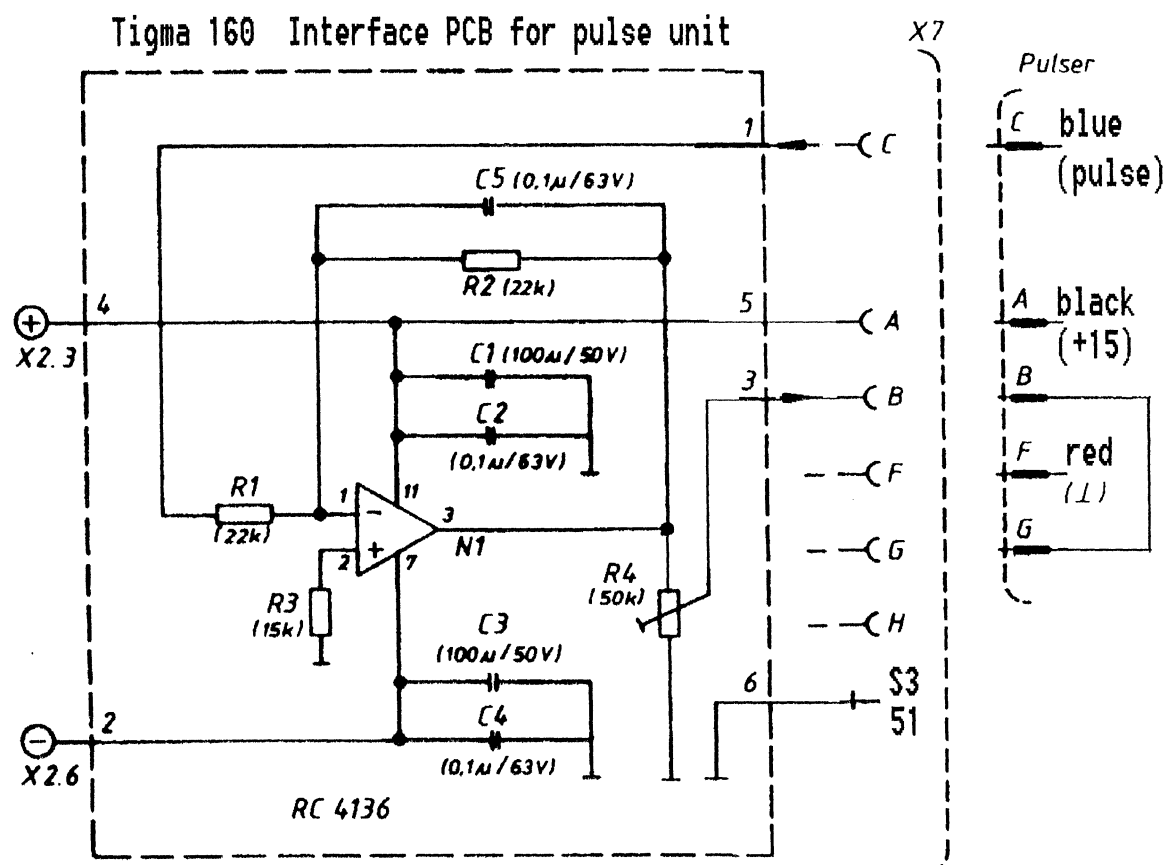 Tigma 160 Interface PCB for pulse unit
X7
Pulser
1
C
C
blue
(pulse)
C5 (0,1µ/63V)
R2 (22k)
4
5
A
A
black
(+15)
+
X2.3
C1 (100µ/50V)
3
B
B
C2
(0,1µ/63V)
F
F
red
(⊥)
R1
(22k)
1
11
−
3
N1
+
2
7
G
G
R4
(50k)
R3
(15k)
H
C3
(100µ/50V)
6
S3
51
2
C4
(0,1µ/63V)
−
X2.6
RC 4136